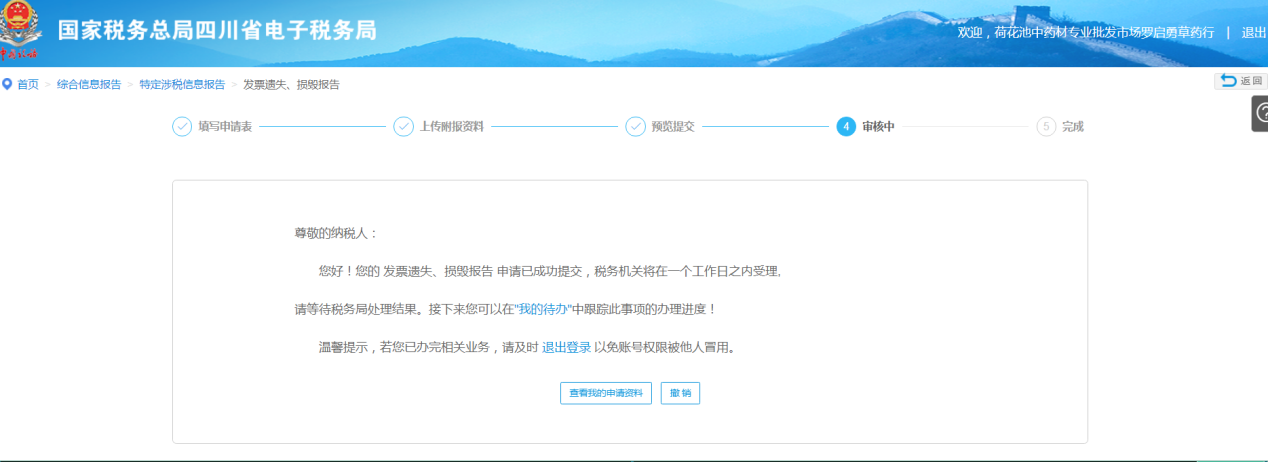 国家税务总局四川省电子税务局
欢迎，荷花池中药材专业批发市场罗启勇草药行 | 退出
首页 > 综合信息报告 > 特定涉税信息报告 > 发票遗失、损毁报告
返回
填写申请表 上传附报资料 预览提交 4 审核中 5 完成
尊敬的纳税人：
您好！您的 发票遗失、损毁报告 申请已成功提交，税务机关将在一个工作日之内受理,
请等待税务局处理结果。接下来您可以在"我的待办"中跟踪此事项的办理进度！
温馨提示，若您已办完相关业务，请及时 退出登录 以免账号权限被他人冒用。
查看我的申请资料 撤销